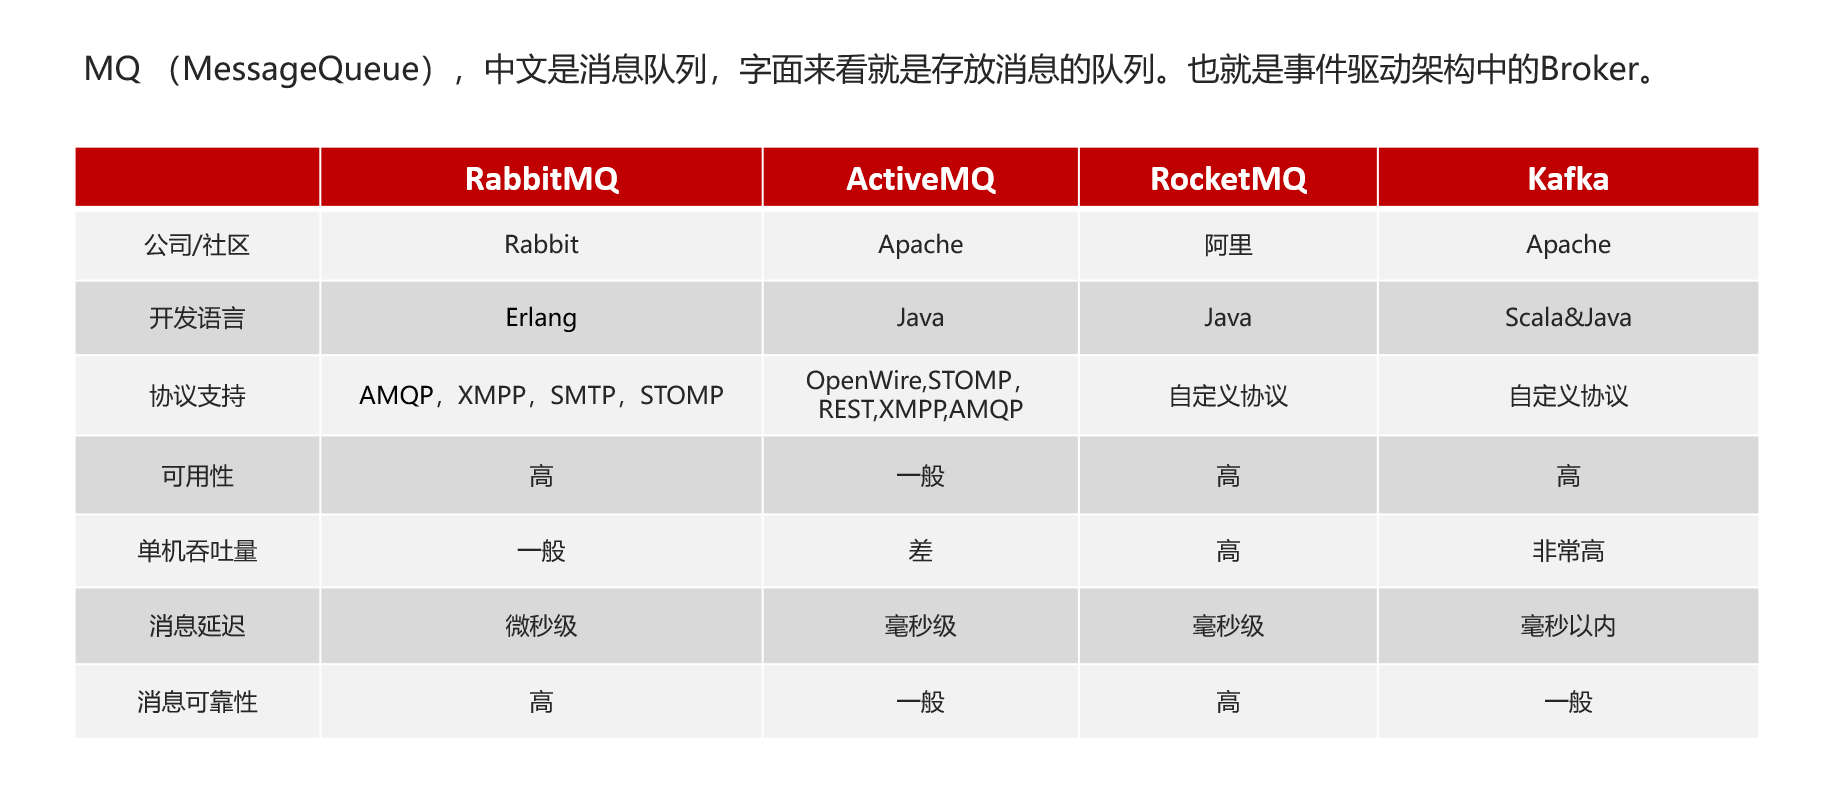 MQ （MessageQueue），中文是消息队列，字面来看就是存放消息的队列。也就是事件驱动架构中的Broker。
RabbitMQ ActiveMQ RocketMQ Kafka
公司/社区 Rabbit Apache 阿里 Apache
开发语言 Erlang Java Java Scala&Java
协议支持 AMQP，XMPP，SMTP，STOMP OpenWire,STOMP，
REST,XMPP,AMQP 自定义协议 自定义协议
可用性 高 一般 高 高
单机吞吐量 一般 差 高 非常高
消息延迟 微秒级 毫秒级 毫秒级 毫秒以内
消息可靠性 高 一般 高 一般